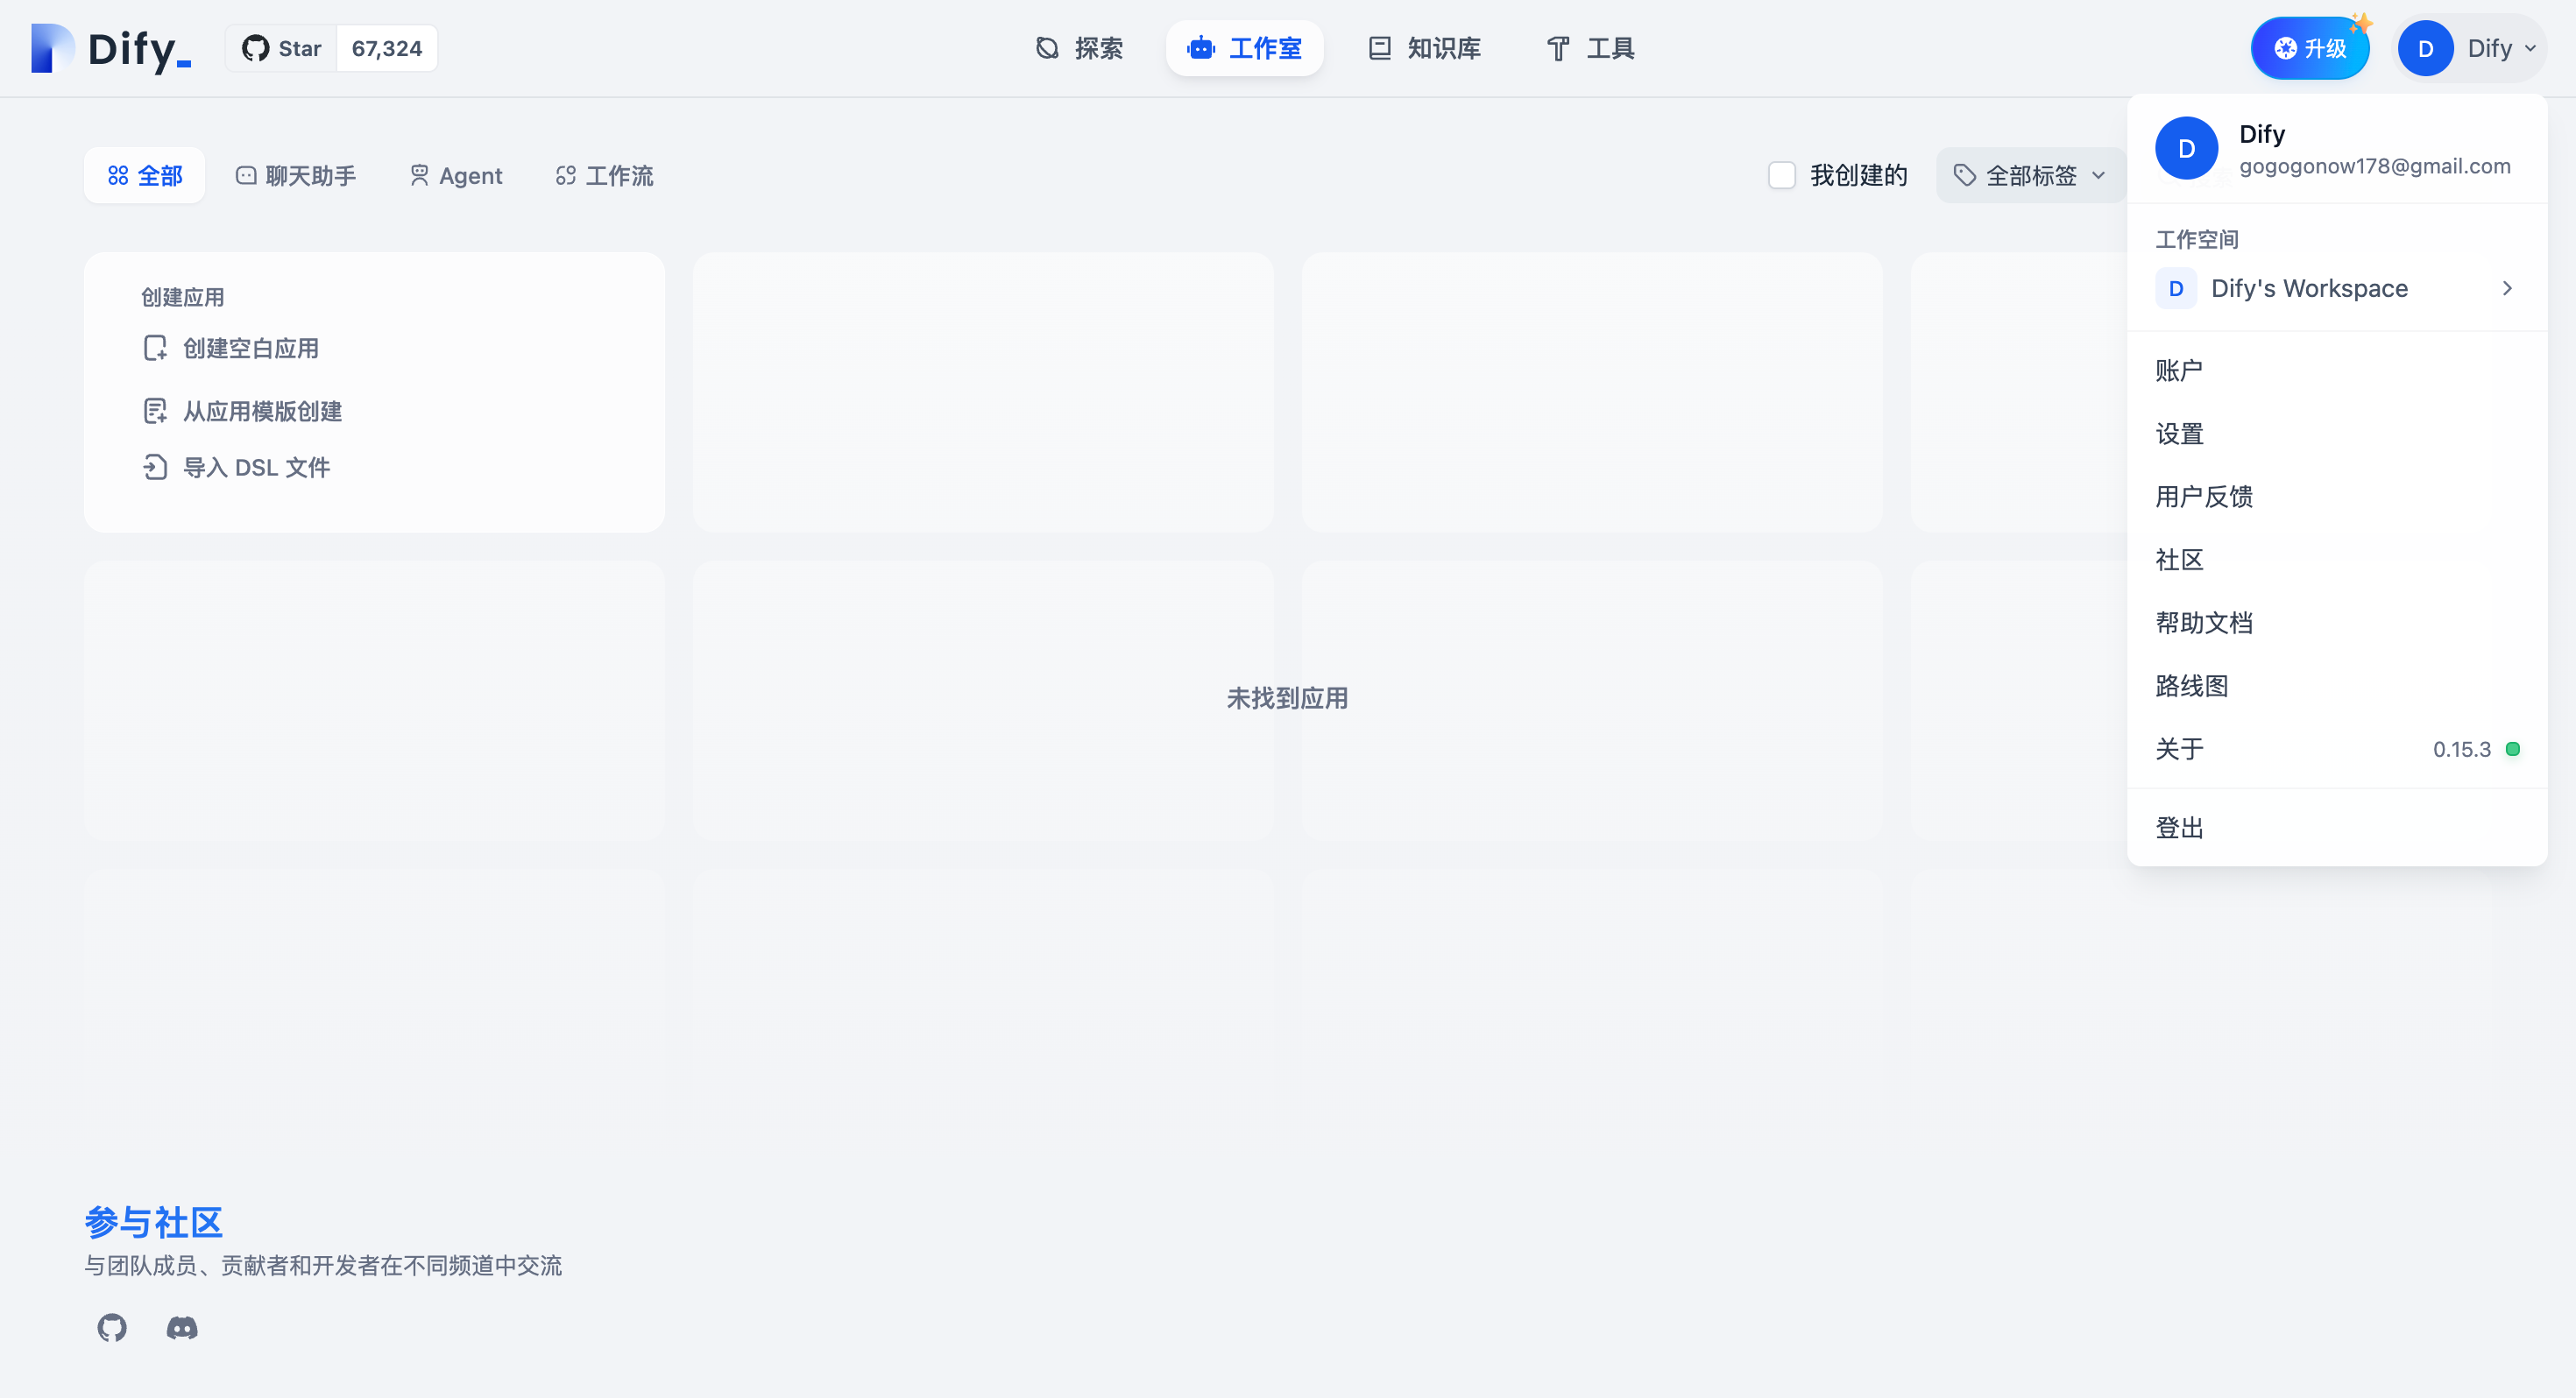 Dify_
Star 67,324
探索
工作室
知识库
工具
升级
D Dify
全部
聊天助手
Agent
工作流
我创建的
全部标签
D
Dify
gogogonow178@gmail.com
工作空间
D Dify's Workspace
账户
设置
用户反馈
社区
帮助文档
路线图
关于 0.15.3
登出
创建应用
创建空白应用
从应用模版创建
导入 DSL 文件
未找到应用
参与社区
与团队成员、贡献者和开发者在不同频道中交流